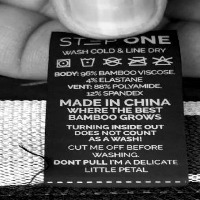 STEP ONE
WASH COLD & LINE DRY
BODY: 96% BAMBOO VISCOSE.
4% ELASTANE
VENT: 88% POLYAMIDE.
12% SPANDEX
MADE IN CHINA
WHERE THE BEST
BAMBOO GROWS
TURNING INSIDE OUT
DOES NOT COUNT
AS A WASH!
CUT ME OFF BEFORE
WASHING.
DONT PULL I'M A DELICATE
LITTLE PETAL